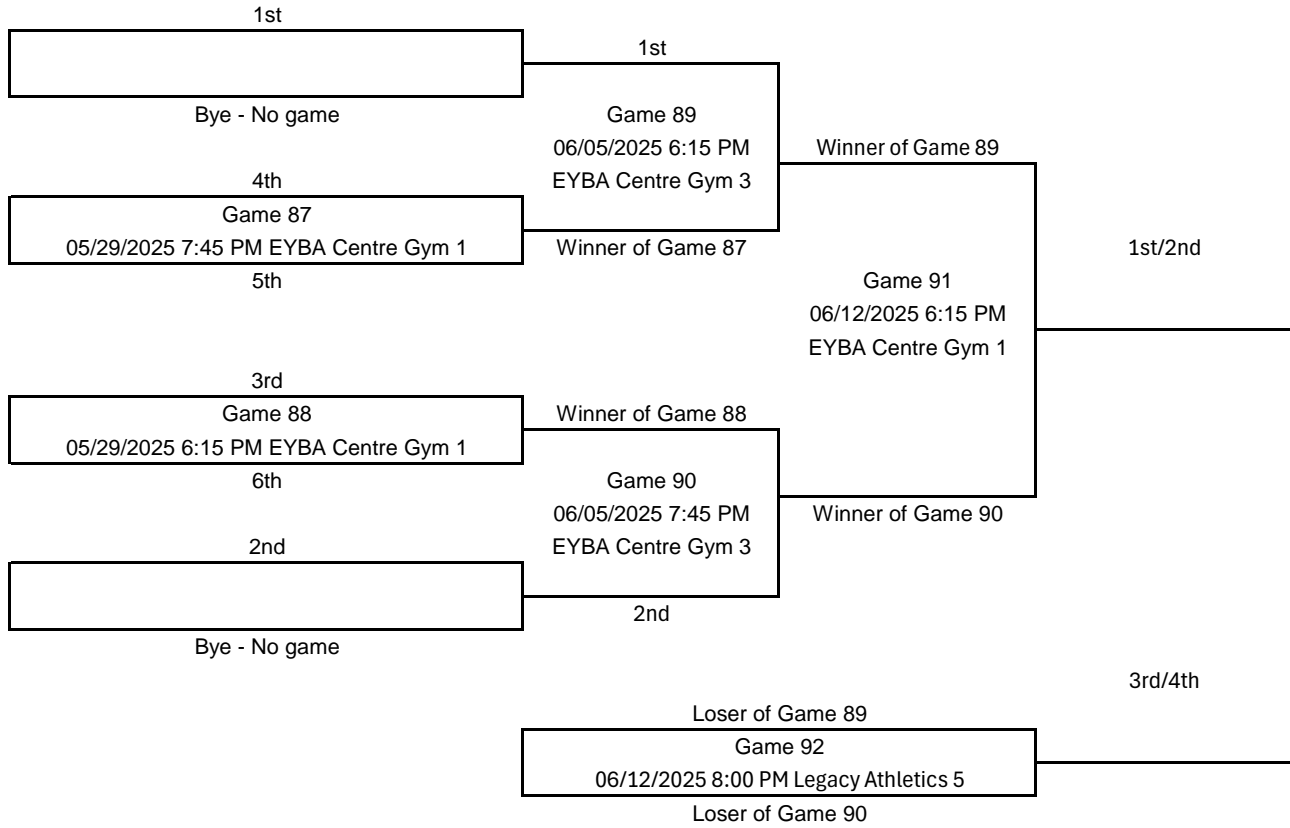 1st
1st
Bye - No game
Game 89
06/05/2025 6:15 PM
EYBA Centre Gym 3
Winner of Game 89
4th
Game 87
05/29/2025 7:45 PM EYBA Centre Gym 1
5th
Winner of Game 87
1st/2nd
Game 91
06/12/2025 6:15 PM
EYBA Centre Gym 1
3rd
Game 88
05/29/2025 6:15 PM EYBA Centre Gym 1
6th
Winner of Game 88
Game 90
06/05/2025 7:45 PM
EYBA Centre Gym 3
Winner of Game 90
2nd
2nd
Bye - No game
3rd/4th
Loser of Game 89
Game 92
06/12/2025 8:00 PM Legacy Athletics 5
Loser of Game 90